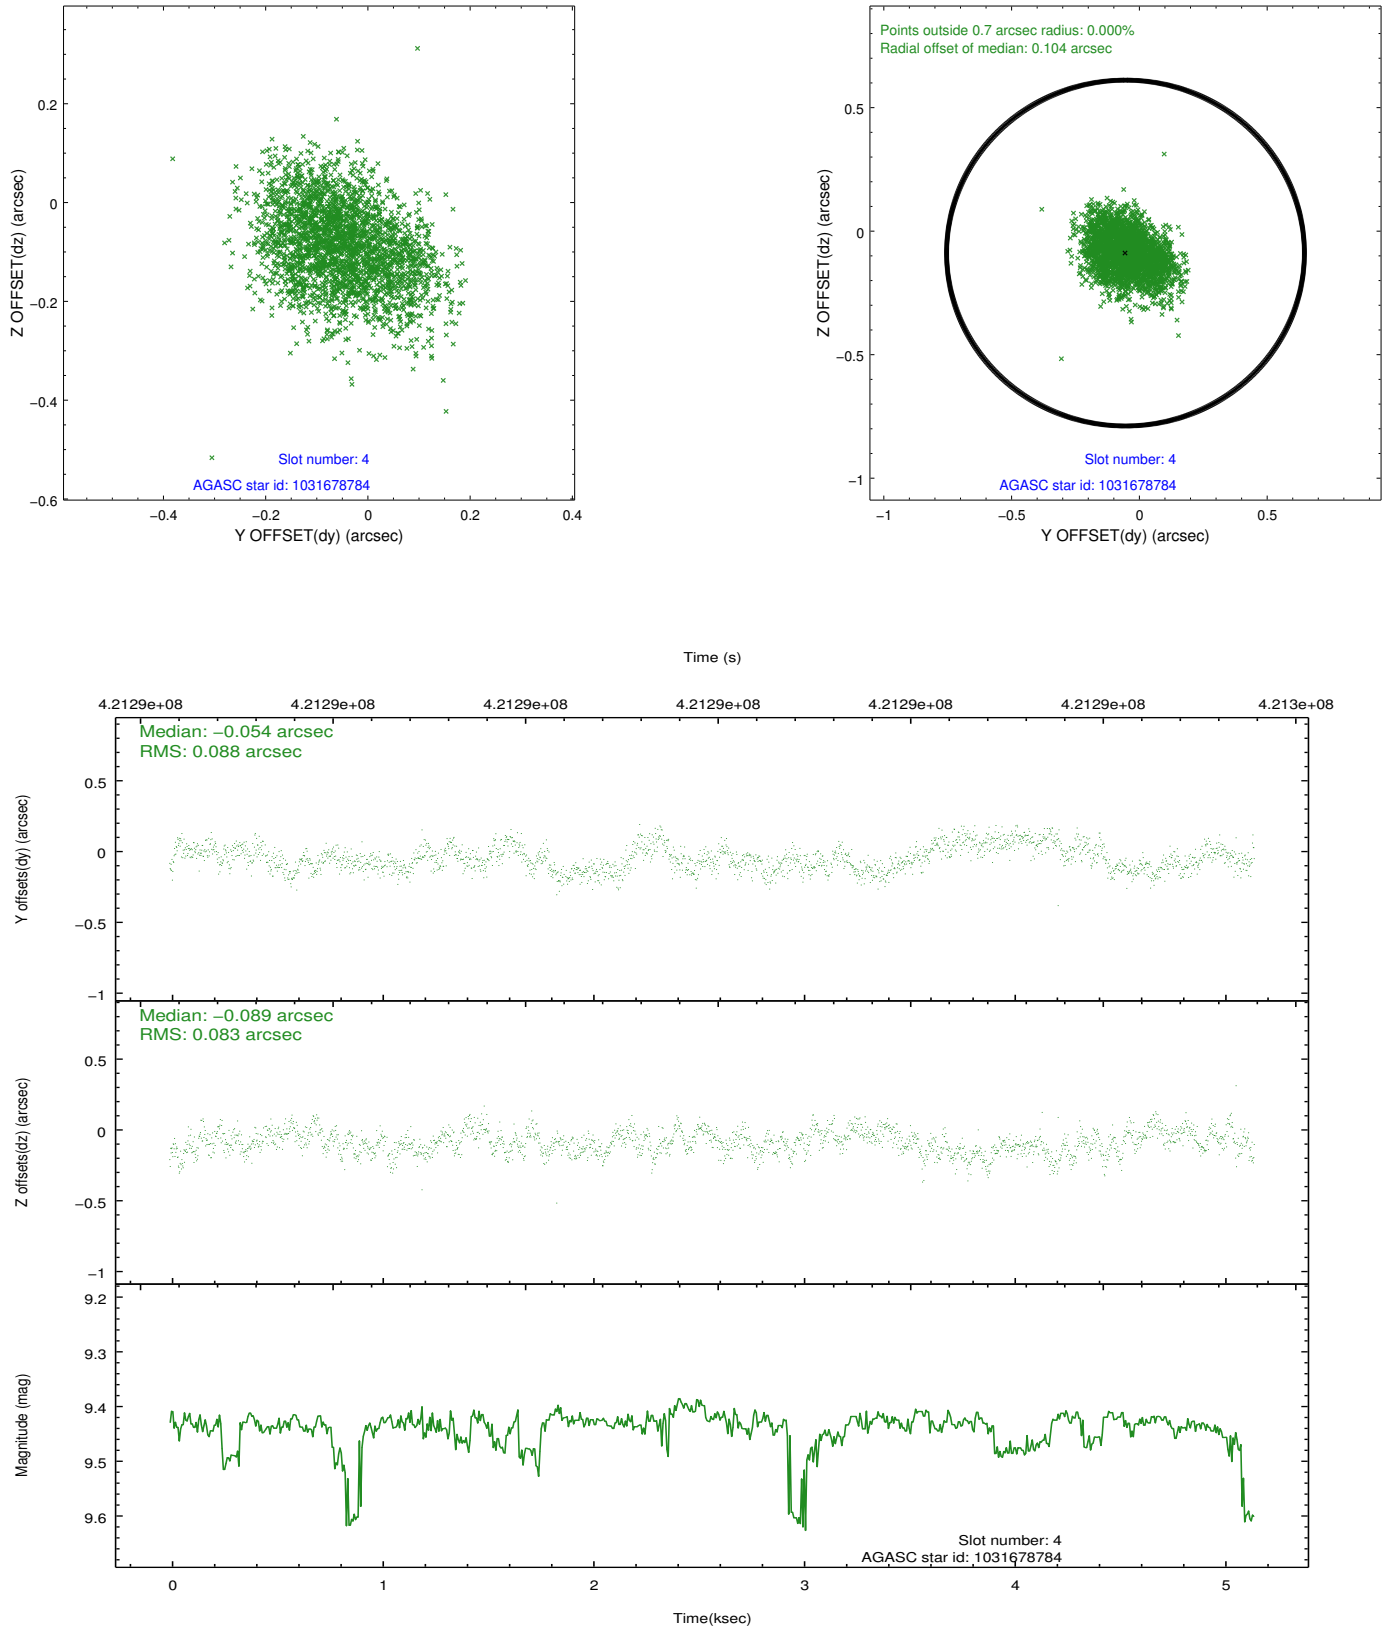 Points outside 0.7 arcsec radius: 0.000%
Radial offset of median: 0.104 arcsec
0.2
0
−0.2
−0.4
−0.6
Z OFFSET(dz) (arcsec)
Slot number: 4
AGASC star id: 1031678784
−0.4
−0.2
0
0.2
0.4
Y OFFSET(dy) (arcsec)
0.5
0
−0.5
−1
Z OFFSET(dz) (arcsec)
Slot number: 4
AGASC star id: 1031678784
−1
−0.5
0
0.5
Y OFFSET(dy) (arcsec)
Time (s)
4.2129e+08
4.2129e+08
4.2129e+08
4.2129e+08
4.2129e+08
4.2129e+08
4.213e+08
Median: −0.054 arcsec
RMS: 0.088 arcsec
0.5
0
−0.5
−1
Y offsets(dy) (arcsec)
Median: −0.089 arcsec
RMS: 0.083 arcsec
0.5
0
−0.5
−1
Z offsets(dz) (arcsec)
9.2
9.3
9.4
9.5
9.6
Magnitude (mag)
Slot number: 4
AGASC star id: 1031678784
0
1
2
3
4
5
Time(ksec)